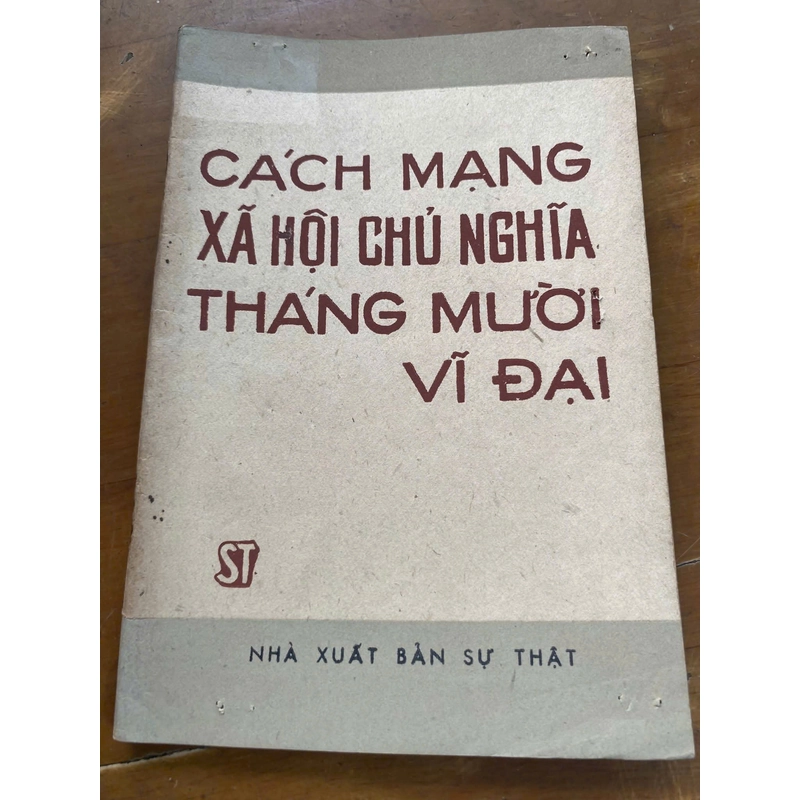 CÁCH MẠNG
XÃ HỘI CHỦ NGHĨA
THÁNG MƯỜI
VĨ ĐẠI
ST
NHÀ XUẤT BẢN SỰ THẬT